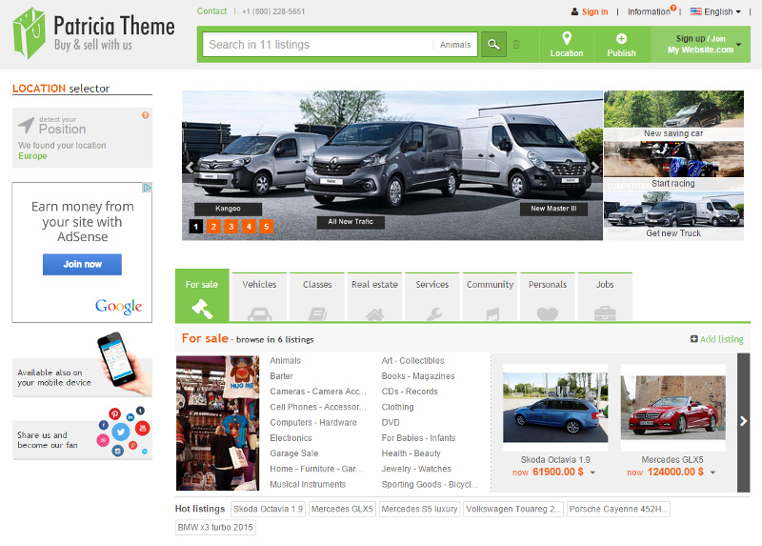 Patricia Theme
Buy & sell with us
Contact | +1 (800) 228-5651
Sign in | Information ? | English
Search in 11 listings
Animals
Location
Publish
Sign up / Join
My Website.com
LOCATION selector
detect your
Position
?
We found your location
Europe
Earn money from
your site with
AdSense
Join now
Google
Available also on
your mobile device
Share us and
become our fan
Kangoo
All New Trafic
New Master III
1 2 3 4 5
New saving car
Start racing
Get new Truck
For sale
Vehicles
Classes
Real estate
Services
Community
Personals
Jobs
For sale - browse in 6 listings
Add listing
HUG ME
Animals
Barter
Cameras - Camera Acc...
Cell Phones - Accessor...
Computers - Hardware
Electronics
Garage Sale
Home - Furniture - Gar...
Musical Instruments
Art - Collectibles
Books - Magazines
CDs - Records
Clothing
DVD
For Babies - Infants
Health - Beauty
Jewelry - Watches
Sporting Goods - Bicycl...
Skoda Octavia 1.9
now 61900.00 $
Mercedes GLX5
now 124000.00 $
Hot listings
Skoda Octavia 1.9
Mercedes GLX5
Mercedes S5 luxury
Volkswagen Touareg 2...
Porsche Cayenne 452H...
BMW x3 turbo 2015